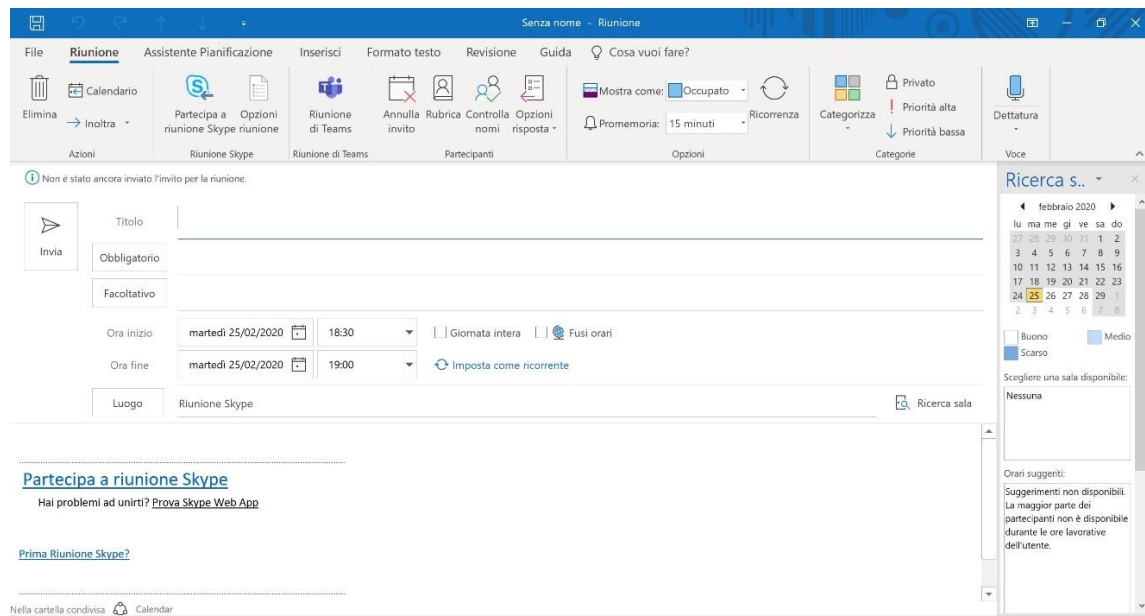 Senza nome - Riunione
File Riunione Assistente Pianificazione Inserisci Formato testo Revisione Guida Cosa vuoi fare?
Elimina
Calendario
Inoltra
Azioni
Partecipa a riunione Skype
Opzioni riunione
Riunione Skype
Riunione di Teams
Riunione di Teams
Annulla invito
Rubrica
Controlla nomi
Opzioni risposta
Partecipanti
Mostra come: Occupato
Promemoria: 15 minuti
Ricorrenza
Opzioni
Categorizza
Privato
Priorità alta
Priorità bassa
Categorie
Dettatura
Voce
Non è stato ancora inviato l'invito per la riunione.
Invia
Titolo
Obbligatorio
Facoltativo
Ora inizio martedì 25/02/2020 18:30 Giornata intera Fusi orari
Ora fine martedì 25/02/2020 19:00 Imposta come ricorrente
Luogo Riunione Skype Ricerca sala
Partecipa a riunione Skype
Hai problemi ad unirti? Prova Skype Web App
Prima Riunione Skype?
Nella cartella condivisa Calendar
Ricerca s..
febbraio 2020
lu ma me gi ve sa do
27 28 29 30 31 1 2
3 4 5 6 7 8 9
10 11 12 13 14 15 16
17 18 19 20 21 22 23
24 25 26 27 28 29 1
2 3 4 5 6 7 8
Buono Medio
Scarso
Scegliere una sala disponibile:
Nessuna
Orari suggeriti:
Suggerimenti non disponibili.
La maggior parte dei
partecipanti non è disponibile
durante le ore lavorative
dell'utente.